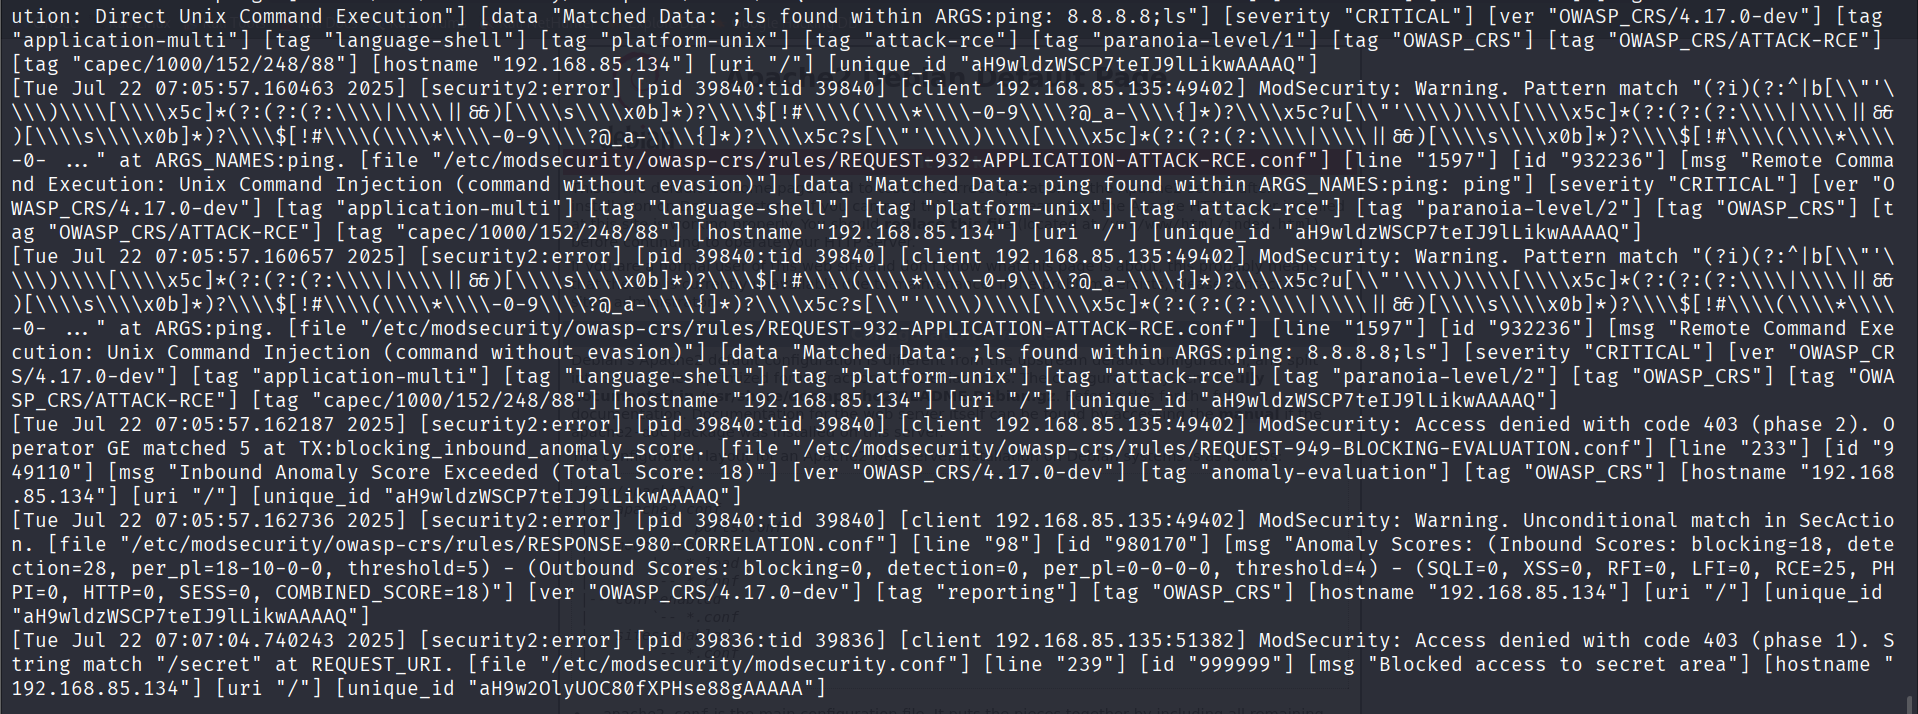 ution: Direct Unix Command Execution"] [data "Matched Data: ;ls found within ARGS:ping: 8.8.8.8;ls"] [severity "CRITICAL"] [ver "OWASP_CRS/4.17.0-dev"] [tag
"application-multi"] [tag "language-shell"] [tag "platform-unix"] [tag "attack-rce"] [tag "paranoia-level/1"] [tag "OWASP_CRS"] [tag "OWASP_CRS/ATTACK-RCE"]
[tag "capec/1000/152/248/88"] [hostname "192.168.85.134"] [uri "/"] [unique_id "aH9wldzWSCP7teIJ9lLikwAAAAQ"]
[Tue Jul 22 07:05:57.160463 2025] [security2:error] [pid 39840:tid 39840] [client 192.168.85.135:49402] ModSecurity: Warning. Pattern match "(?i)(?:^|b[\\"'\
\\\\)\\\\[\\\\x5c]*(?:(?:(?:\\\\|\\\\||&&)[\\\\s\\\\x0b]*)?\\\\$[!#\\\\(\\\\*\\\\-0-9\\\\?@_a-\\\\{]*)?\\\\x5c?u[\\"'\\\\)\\\\[\\\\x5c]*(?:(?:(?:\\\\|\\\\||&&
)[\\\\s\\\\x0b]*)?\\\\$[!#\\\\(\\\\*\\\\-0-9\\\\?@_a-\\\\{]*)?\\\\x5c?s[\\"'\\\\)\\\\[\\\\x5c]*(?:(?:(?:\\\\|\\\\||&&)[\\\\s\\\\x0b]*)?\\\\$[!#\\\\(\\\\*\\\\
-0- ..." at ARGS_NAMES:ping. [file "/etc/modsecurity/owasp-crs/rules/REQUEST-932-APPLICATION-ATTACK-RCE.conf"] [line "1597"] [id "932236"] [msg "Remote Comma
nd Execution: Unix Command Injection (command without evasion)"] [data "Matched Data: ping found within ARGS_NAMES:ping: ping"] [severity "CRITICAL"] [ver "O
WASP_CRS/4.17.0-dev"] [tag "application-multi"] [tag "language-shell"] [tag "platform-unix"] [tag "attack-rce"] [tag "paranoia-level/2"] [tag "OWASP_CRS"] [t
ag "OWASP_CRS/ATTACK-RCE"] [tag "capec/1000/152/248/88"] [hostname "192.168.85.134"] [uri "/"] [unique_id "aH9wldzWSCP7teIJ9lLikwAAAAQ"]
[Tue Jul 22 07:05:57.160657 2025] [security2:error] [pid 39840:tid 39840] [client 192.168.85.135:49402] ModSecurity: Warning. Pattern match "(?i)(?:^|b[\\"'\
\\\\)\\\\[\\\\x5c]*(?:(?:(?:\\\\|\\\\||&&)[\\\\s\\\\x0b]*)?\\\\$[!#\\\\(\\\\*\\\\-0-9\\\\?@_a-\\\\{]*)?\\\\x5c?u[\\"'\\\\)\\\\[\\\\x5c]*(?:(?:(?:\\\\|\\\\||&&
)[\\\\s\\\\x0b]*)?\\\\$[!#\\\\(\\\\*\\\\-0-9\\\\?@_a-\\\\{]*)?\\\\x5c?s[\\"'\\\\)\\\\[\\\\x5c]*(?:(?:(?:\\\\|\\\\||&&)[\\\\s\\\\x0b]*)?\\\\$[!#\\\\(\\\\*\\\\
-0- ..." at ARGS:ping. [file "/etc/modsecurity/owasp-crs/rules/REQUEST-932-APPLICATION-ATTACK-RCE.conf"] [line "1597"] [id "932236"] [msg "Remote Command Exe
cution: Unix Command Injection (command without evasion)"] [data "Matched Data: ;ls found within ARGS:ping: 8.8.8.8;ls"] [severity "CRITICAL"] [ver "OWASP_CR
S/4.17.0-dev"] [tag "application-multi"] [tag "language-shell"] [tag "platform-unix"] [tag "attack-rce"] [tag "paranoia-level/2"] [tag "OWASP_CRS"] [tag "OWA
SP_CRS/ATTACK-RCE"] [tag "capec/1000/152/248/88"] [hostname "192.168.85.134"] [uri "/"] [unique_id "aH9wldzWSCP7teIJ9lLikwAAAAQ"]
[Tue Jul 22 07:05:57.162187 2025] [security2:error] [pid 39840:tid 39840] [client 192.168.85.135:49402] ModSecurity: Access denied with code 403 (phase 2). O
perator GE matched 5 at TX:blocking_inbound_anomaly_score. [file "/etc/modsecurity/owasp-crs/rules/REQUEST-949-BLOCKING-EVALUATION.conf"] [line "233"] [id "9
49110"] [msg "Inbound Anomaly Score Exceeded (Total Score: 18)"] [ver "OWASP_CRS/4.17.0-dev"] [tag "anomaly-evaluation"] [tag "OWASP_CRS"] [hostname "192.168
.85.134"] [uri "/"] [unique_id "aH9wldzWSCP7teIJ9lLikwAAAAQ"]
[Tue Jul 22 07:05:57.162736 2025] [security2:error] [pid 39840:tid 39840] [client 192.168.85.135:49402] ModSecurity: Warning. Unconditional match in SecActio
n. [file "/etc/modsecurity/owasp-crs/rules/RESPONSE-980-CORRELATION.conf"] [line "98"] [id "980170"] [msg "Anomaly Scores: (Inbound Scores: blocking=18, dete
ction=28, per_pl=18-10-0-0, threshold=5) - (Outbound Scores: blocking=0, detection=0, per_pl=0-0-0-0, threshold=4) - (SQLI=0, XSS=0, RFI=0, LFI=0, RCE=25, PH
PI=0, HTTP=0, SESS=0, COMBINED_SCORE=18)"] [ver "OWASP_CRS/4.17.0-dev"] [tag "reporting"] [tag "OWASP_CRS"] [hostname "192.168.85.134"] [uri "/"] [unique_id
"aH9wldzWSCP7teIJ9lLikwAAAAQ"]
[Tue Jul 22 07:07:04.740243 2025] [security2:error] [pid 39836:tid 39836] [client 192.168.85.135:51382] ModSecurity: Access denied with code 403 (phase 1). S
tring match "/secret" at REQUEST_URI. [file "/etc/modsecurity/modsecurity.conf"] [line "239"] [id "999999"] [msg "Blocked access to secret area"] [hostname "
192.168.85.134"] [uri "/"] [unique_id "aH9w2OlyUOC80fXPHse88gAAAAA"]